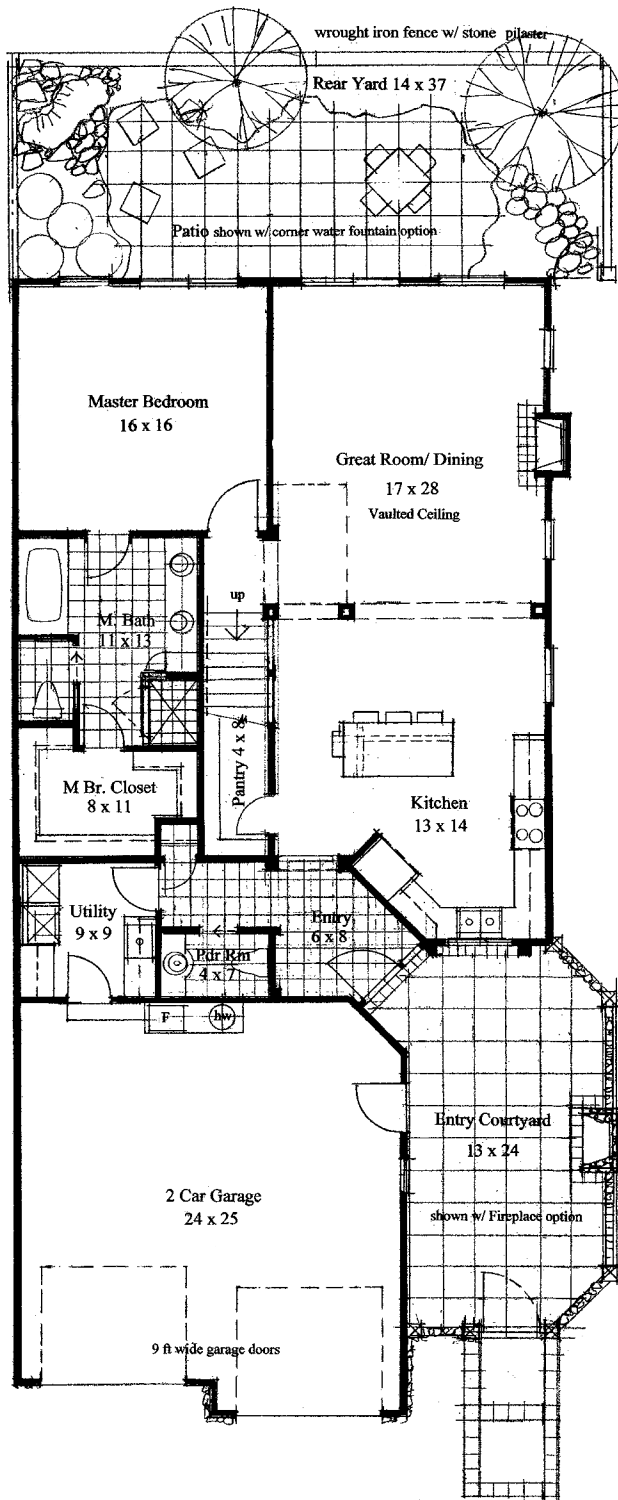 wrought iron fence w/ stone pilaster
Rear Yard 14 x 37
Patio shown w/ corner water fountain option
Master Bedroom
16 x 16
Great Room/ Dining
17 x 28
Vaulted Ceiling
up
M. Bath
11 x 13
Pantry 4 x 8
M Br. Closet
8 x 11
Kitchen
13 x 14
Utility
9 x 9
Entry
6 x 8
Pdr Rm
4 x 7
F
hw
Entry Courtyard
13 x 24
2 Car Garage
24 x 25
shown w/ Fireplace option
9 ft wide garage doors